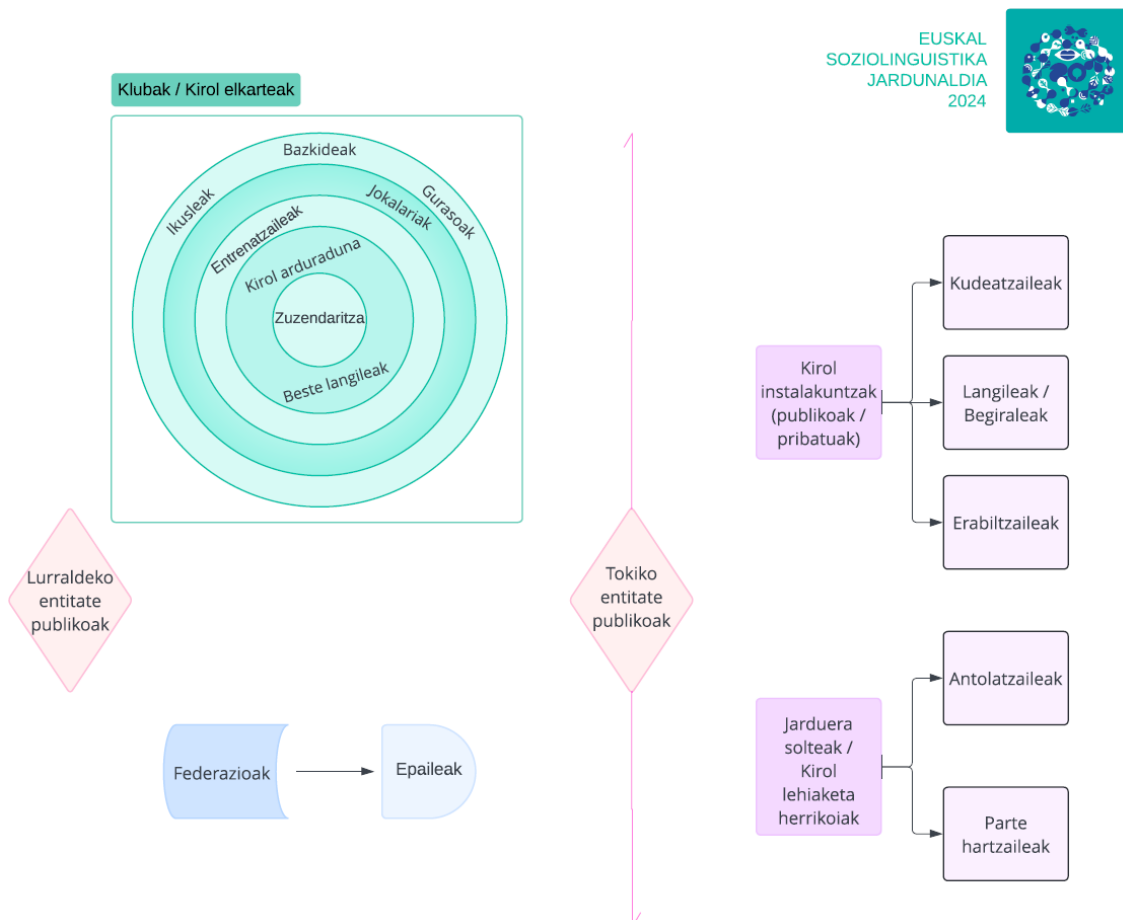 EUSKAL
SOZIOLINGUISTIKA
JARDUNALDIA
2024
Klubak / Kirol elkarteak
Bazkideak
Ikusleak
Gurasoak
Jokalariak
Entrenatzaileak
Kirol arduraduna
Zuzendaritza
Beste langileak
Kirol
instalakuntzak
(publikoak /
pribatuak)
Kudeatzaileak
Langileak /
Begiraleak
Erabiltzaileak
Lurraldeko
entitate
publikoak
Tokiko
entitate
publikoak
Federazioak
Epaileak
Jarduera
solteak /
Kirol
lehiaketa
herrikoiak
Antolatzaileak
Parte
hartzaileak